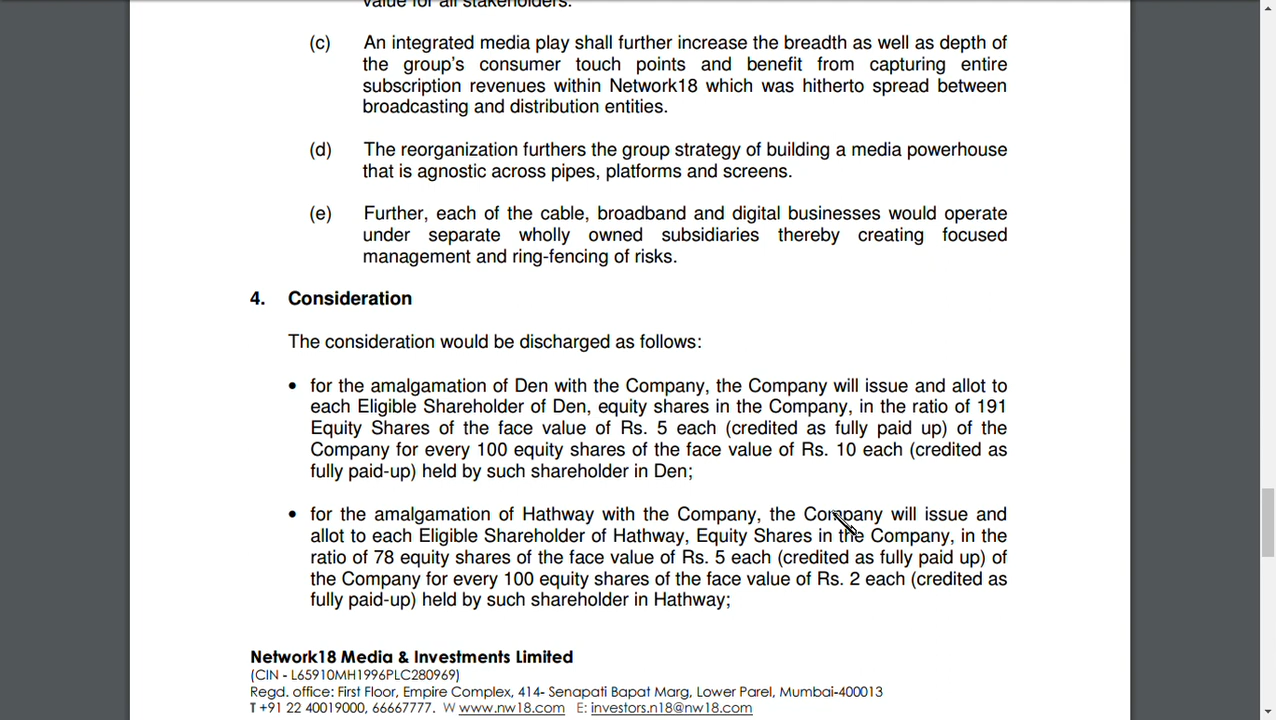 value for all stakeholders.
(c) An integrated media play shall further increase the breadth as well as depth of
the group's consumer touch points and benefit from capturing entire
subscription revenues within Network18 which was hitherto spread between
broadcasting and distribution entities.
(d) The reorganization furthers the group strategy of building a media powerhouse
that is agnostic across pipes, platforms and screens.
(e) Further, each of the cable, broadband and digital businesses would operate
under separate wholly owned subsidiaries thereby creating focused
management and ring-fencing of risks.
4. Consideration
The consideration would be discharged as follows:
• for the amalgamation of Den with the Company, the Company will issue and allot to
each Eligible Shareholder of Den, equity shares in the Company, in the ratio of 191
Equity Shares of the face value of Rs. 5 each (credited as fully paid up) of the
Company for every 100 equity shares of the face value of Rs. 10 each (credited as
fully paid-up) held by such shareholder in Den;
• for the amalgamation of Hathway with the Company, the Company will issue and
allot to each Eligible Shareholder of Hathway, Equity Shares in the Company, in the
ratio of 78 equity shares of the face value of Rs. 5 each (credited as fully paid up) of
the Company for every 100 equity shares of the face value of Rs. 2 each (credited as
fully paid-up) held by such shareholder in Hathway;
Network18 Media & Investments Limited
(CIN - L65910MH1996PLC280969)
Regd. office: First Floor, Empire Complex, 414- Senapati Bapat Marg, Lower Parel, Mumbai-400013
T +91 22 40019000, 66667777. W www.nw18.com E: investors.n18@nw18.com